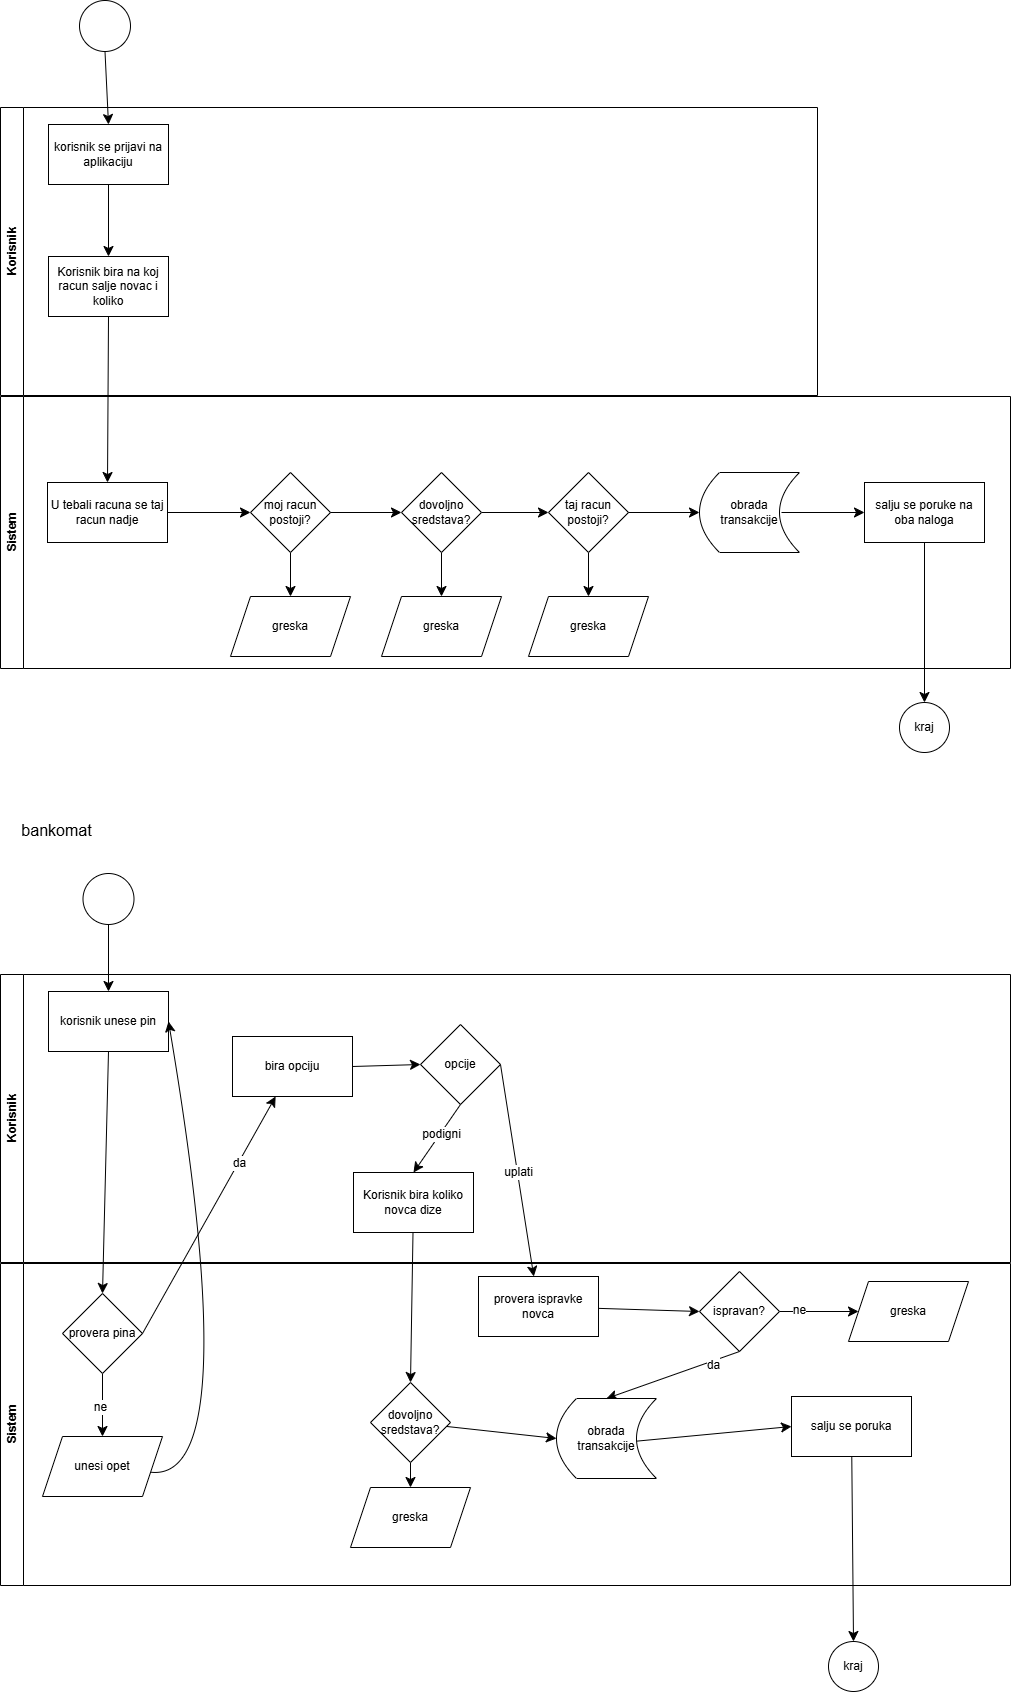 Korisnik
korisnik se prijavi na
aplikaciju
Korisnik bira na koj
racun salje novac i
koliko
Sistem
U tebali racuna se taj
racun nadje
moj racun
postoji?
dovoljno
sredstava?
taj racun
postoji?
obrada
transakcije
salju se poruke na
oba naloga
greska
greska
greska
kraj
bankomat
Korisnik
korisnik unese pin
bira opciju
opcije
podigni
da
uplati
Korisnik bira koliko
novca dize
Sistem
provera ispravke
novca
ispravan?
ne
greska
provera pina
da
ne
dovoljno
sredstava?
obrada
transakcije
salju se poruka
unesi opet
greska
kraj